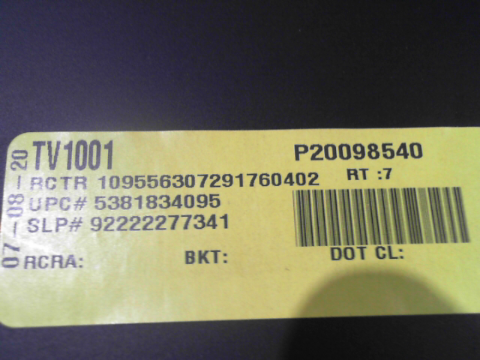 07-08-20
TV1001
P20098540
RCTR 109556307291760402 RT :7
UPC# 5381834095
SLP# 92222277341
RCRA: BKT: DOT CL: